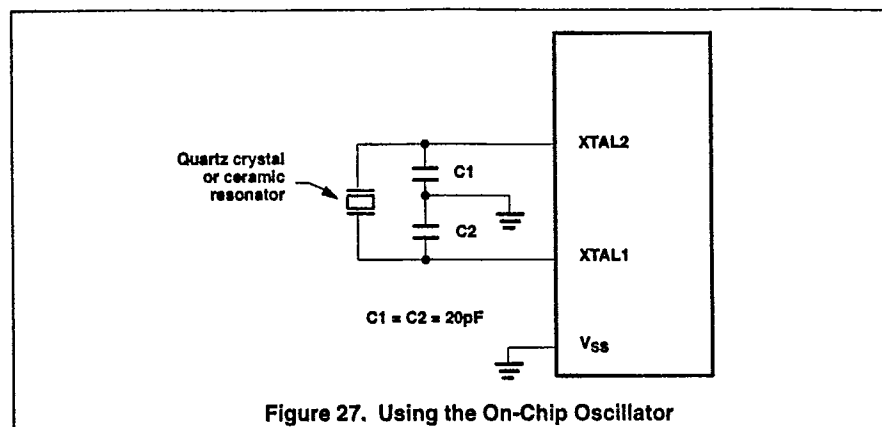 XTAL2
Quartz crystal
or ceramic
resonator
C1
C2
XTAL1
C1 = C2 = 20pF
VSS
Figure 27. Using the On-Chip Oscillator